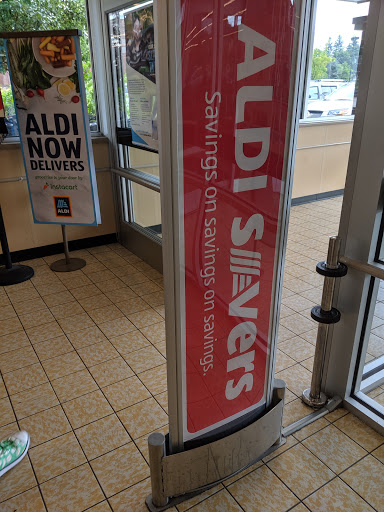 ALDI
NOW
DELIVERS
instacart
ALDI
ALDI Savers
Savings on savings on savings.